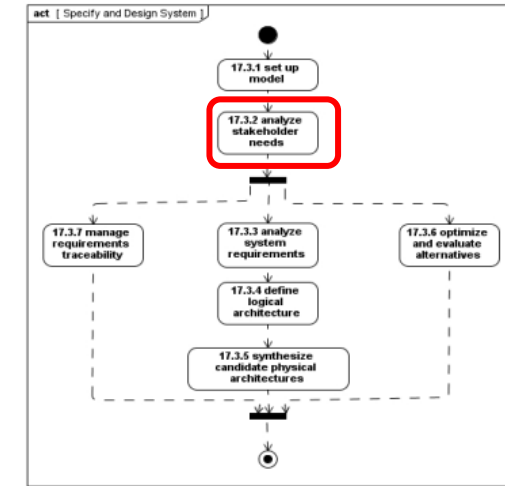 act [ Specify and Design System ]
17.3.1 set up
model
17.3.2 analyze
stakeholder
needs
17.3.7 manage
requirements
traceability
17.3.3 analyze
system
requirements
17.3.6 optimize
and evaluate
alternatives
17.3.4 define
logical
architecture
17.3.5 synthesize
candidate physical
architectures